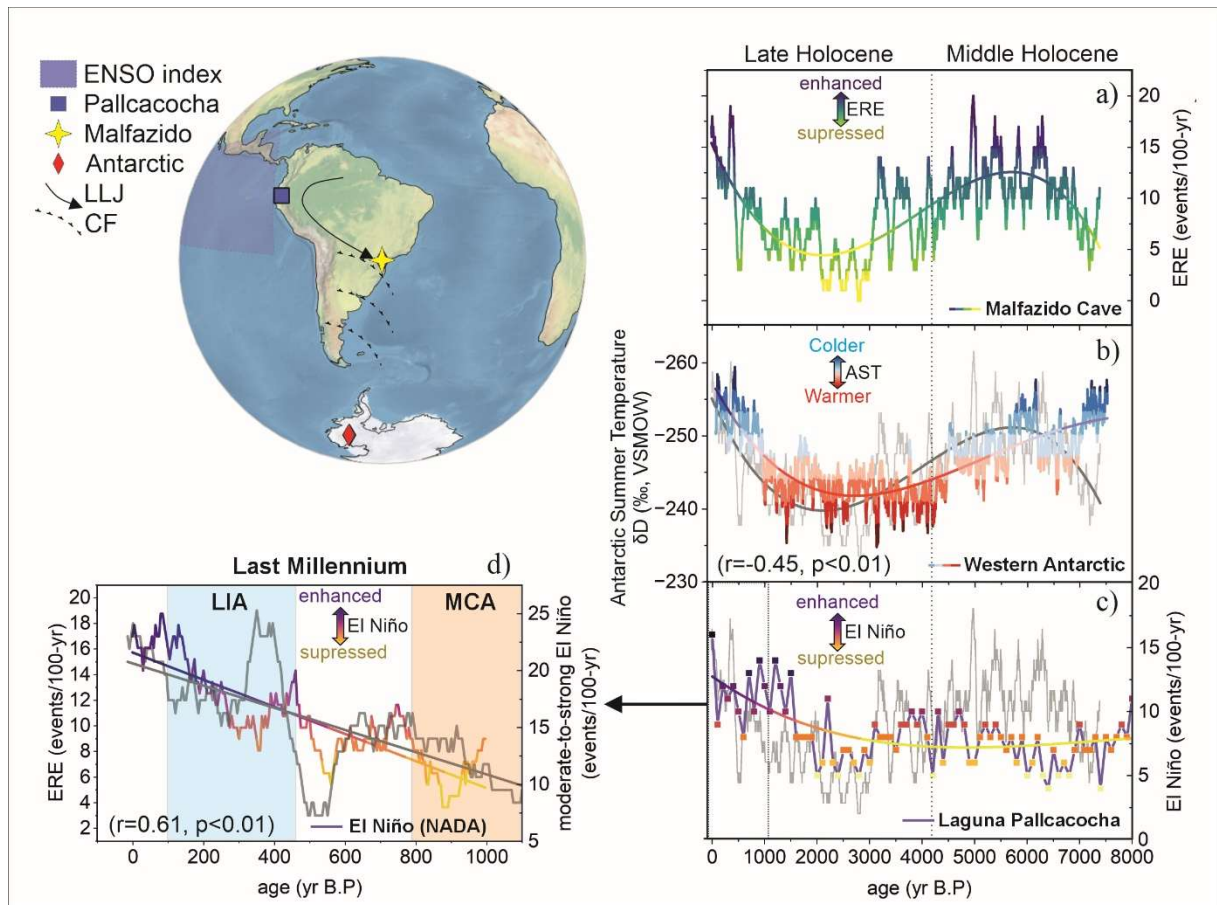 ENSO index
Pallcacocha
Malfazido
Antarctic
LLJ
CF
Late Holocene Middle Holocene
a)
enhanced
ERE
supressed
20
15
10
5
0
ERE (events/100-yr)
Malfazido Cave
b)
Colder
AST
Warmer
−260
−250
−240
−230
Antarctic Summer Temperature
δD (‰, VSMOW)
(r=-0.45, p<0.01)
Western Antarctic
c)
enhanced
El Niño
supressed
20
15
10
5
0
El Niño (events/100-yr)
Laguna Pallcacocha
0 1000 2000 3000 4000 5000 6000 7000 8000
age (yr B.P)
Last Millennium
d)
LIA
enhanced
El Niño
supressed
MCA
20
18
16
14
12
10
8
6
4
2
ERE (events/100-yr)
25
20
15
10
5
moderate-to-strong El Niño
(events/100-yr)
(r=0.61, p<0.01)
El Niño (NADA)
0 200 400 600 800 1000
age (yr B.P)